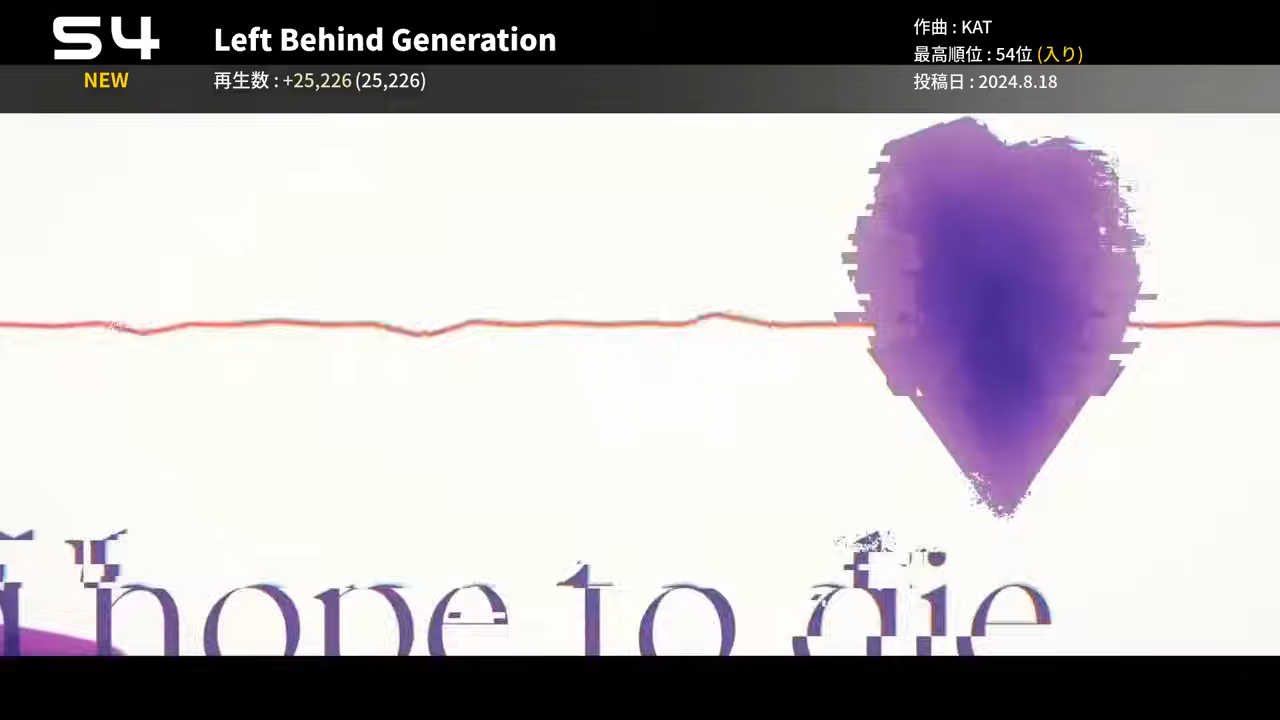 54
Left Behind Generation
NEW
再生数 : +25,226 (25,226)
作曲 : KAT
最高順位 : 54位 (入り)
投稿日 : 2024.8.18
hope to die